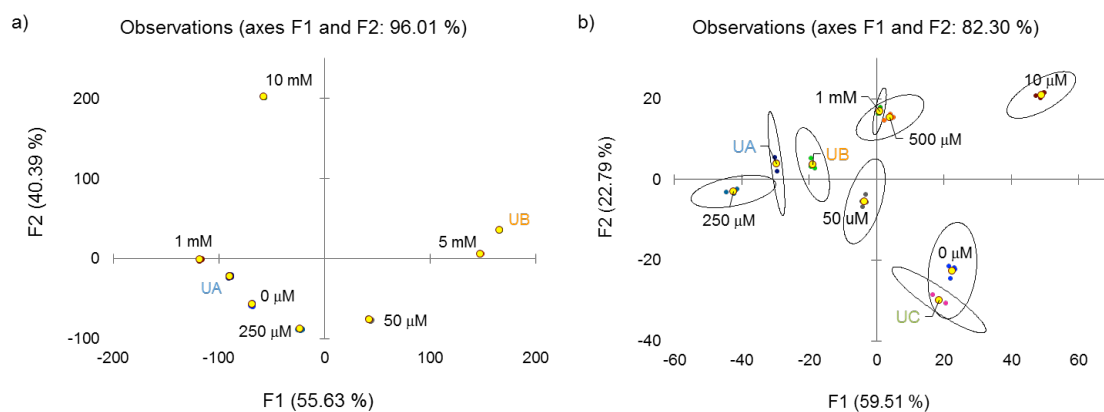 a)
Observations (axes F1 and F2: 96.01 %)
10 mM
200
100
UB
F2 (40.39 %)
1 mM
5 mM
0
UA
0 μM
250 μM
50 μM
-100
-200
-100
0
100
200
F1 (55.63 %)
b)
Observations (axes F1 and F2: 82.30 %)
10 μM
20
1 mM
500 μM
UA
UB
F2 (22.79 %)
0
250 μM
50 uM
-20
0 μM
UC
-40
-60
-40
-20
0
20
40
60
F1 (59.51 %)